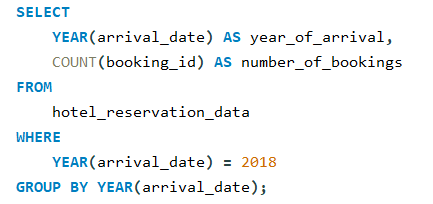 SELECT
    YEAR(arrival_date) AS year_of_arrival,
    COUNT(booking_id) AS number_of_bookings
FROM
    hotel_reservation_data
WHERE
    YEAR(arrival_date) = 2018
GROUP BY YEAR(arrival_date);